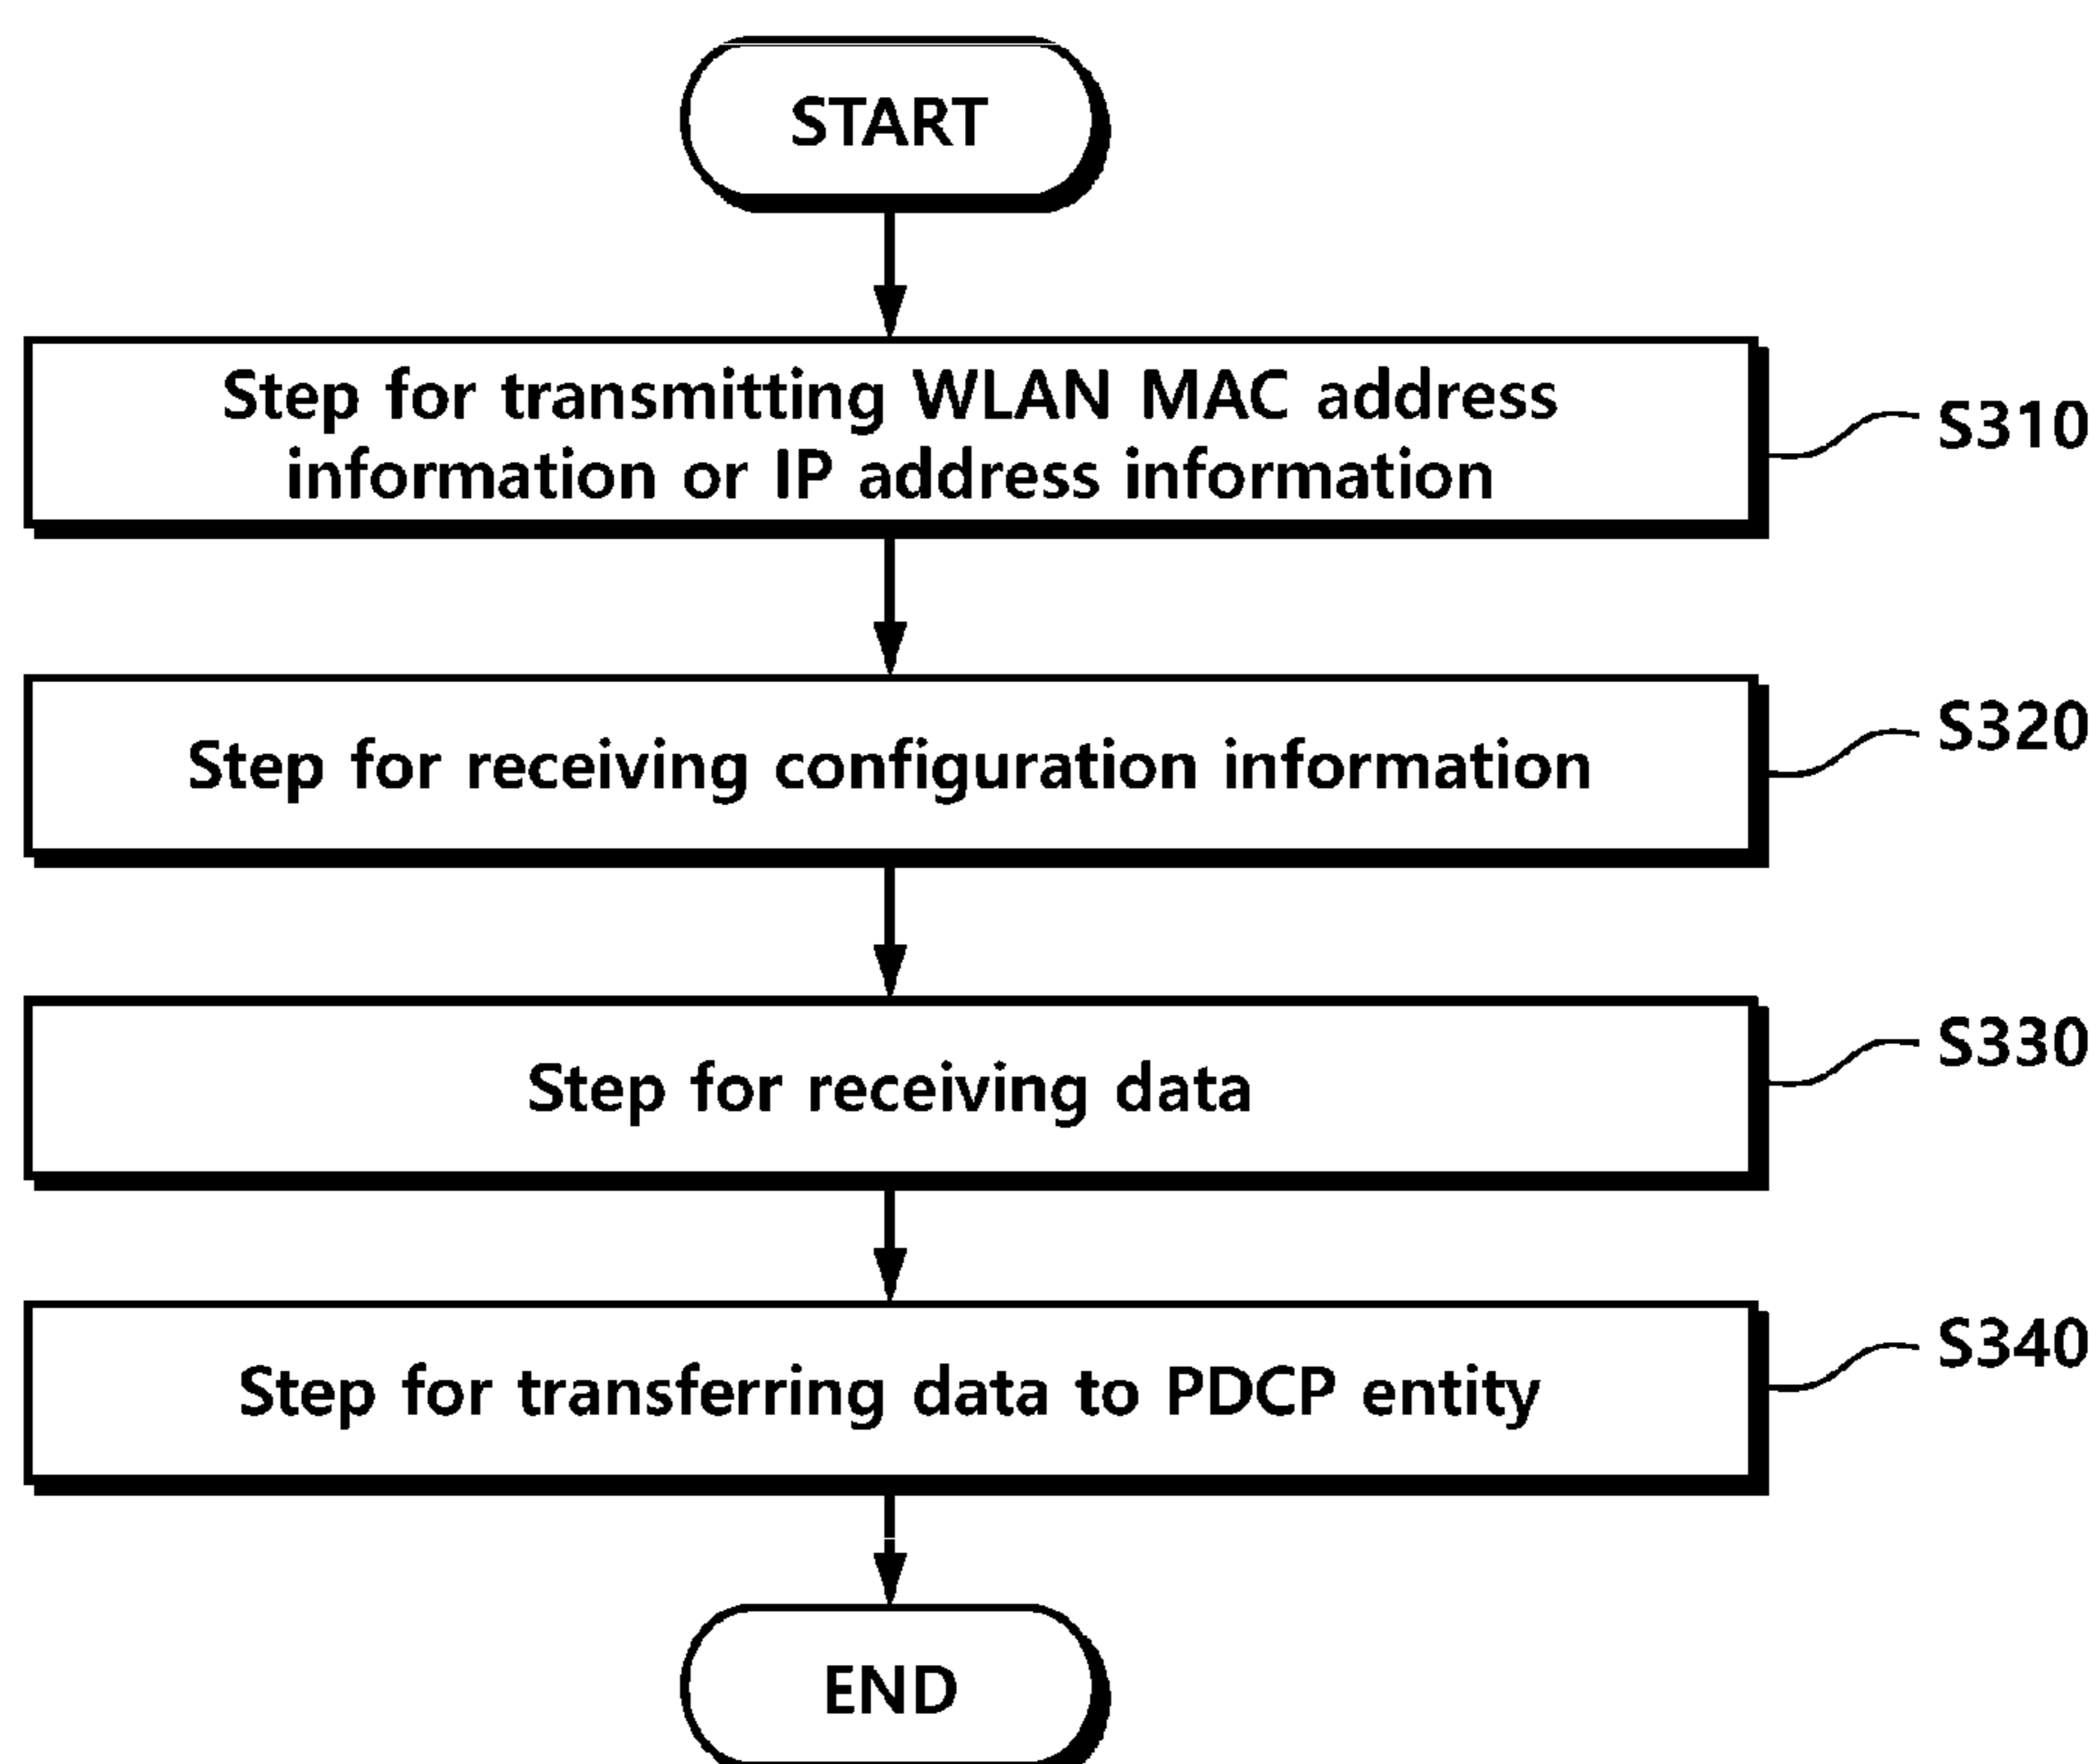 START
Step for transmitting WLAN MAC address
information or IP address information
S310
Step for receiving configuration information
S320
Step for receiving data
S330
Step for transferring data to PDCP entity
S340
END